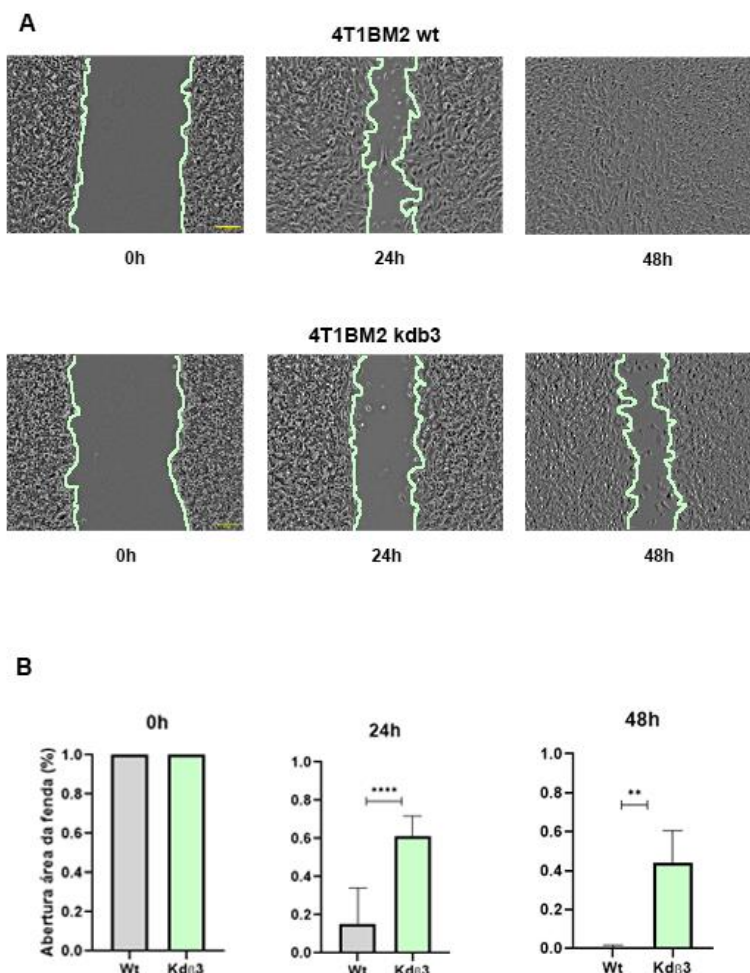 A
4T1BM2 wt
0h
24h
48h
4T1BM2 kdb3
0h
24h
48h
B
0h
24h
48h
Abertura área da fenda (%)
1.0
0.8
0.6
0.4
0.2
0.0
Wt
Kdβ3
1.0
0.8
0.6
0.4
0.2
0.0
****
Wt
Kdβ3
1.0
0.8
0.6
0.4
0.2
0.0
**
Wt
Kdβ3